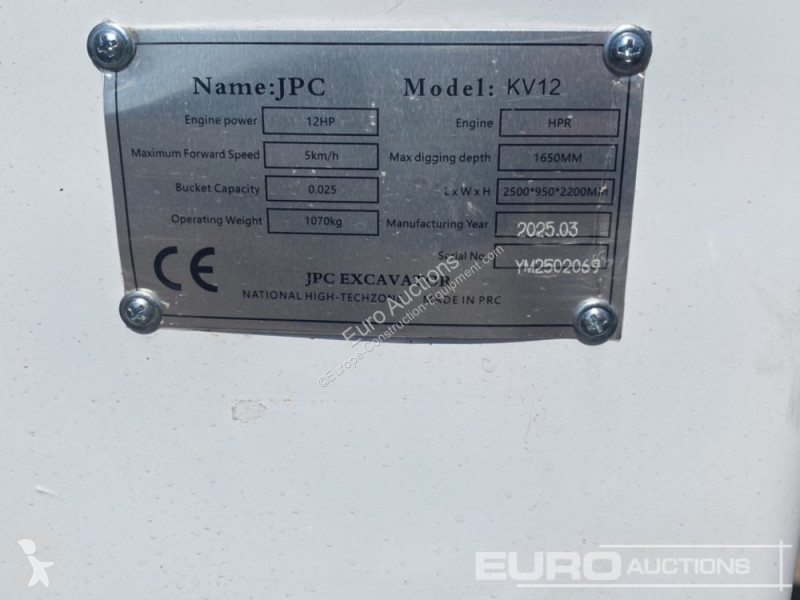 Name:JPC Model: KV12
Engine power 12HP Engine HPR
Maximum Forward Speed 5km/h Max digging depth 1650MM
Bucket Capacity 0.025 L x W x H 2500*950*2200MM
Operating Weight 1070kg Manufacturing Year 2025.03
Serial No. YM2502069
CE
JPC EXCAVATOR
NATIONAL HIGH-TECHZONE MADE IN PRC
Euro Auctions
©Europe-Construction-Equipment.com
EURO AUCTIONS